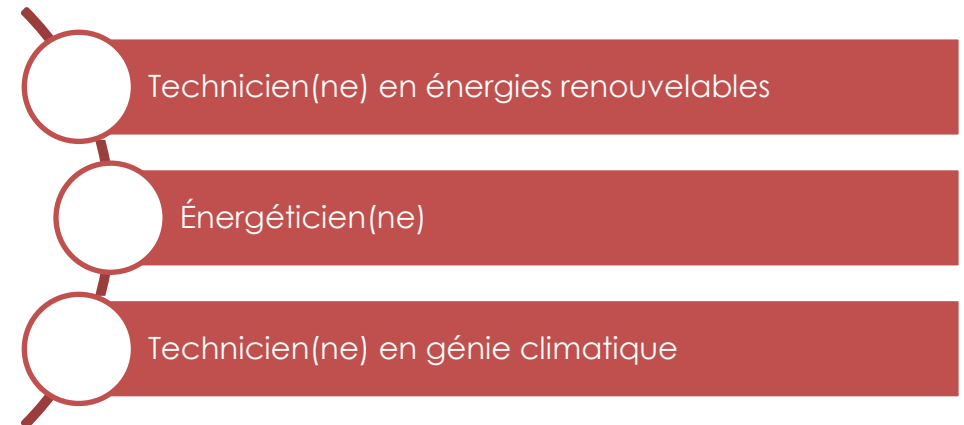 Technicien(ne) en énergies renouvelables
Énergéticien(ne)
Technicien(ne) en génie climatique